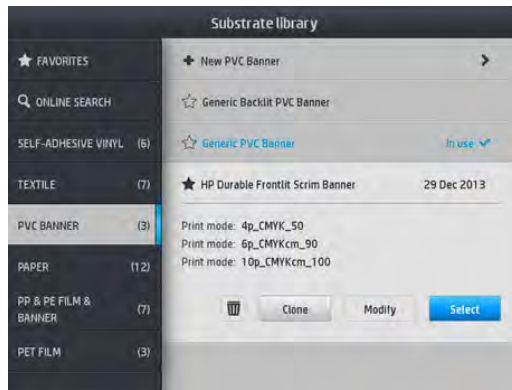 Substrate library
FAVORITES
ONLINE SEARCH
SELF-ADHESIVE VINYL (6)
TEXTILE (7)
PVC BANNER (3)
PAPER (12)
PP & PE FILM &
BANNER (7)
PET FILM (3)
New PVC Banner
Generic Backlit PVC Banner
Generic PVC Banner In use
HP Durable Frontlit Scrim Banner 29 Dec 2013
Print mode: 4p_CMYK_50
Print mode: 6p_CMYKcm_90
Print mode: 10p_CMYKcm_100
Clone Modify Select